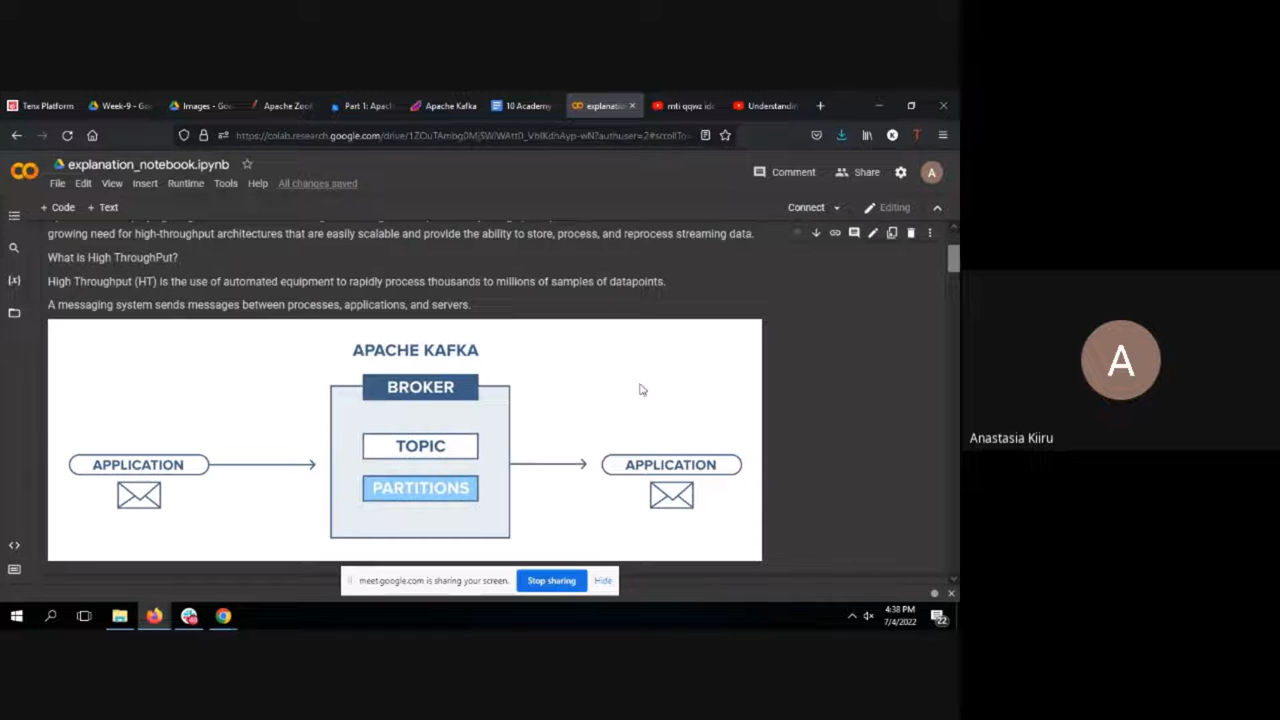 Tenx Platform
Week-9 - Go
Images - Goo
Apache Zool
Part 1: Apach
Apache Kafka
10 Academy
explanatio
mti qqwz idc
Understandin
explanation_notebook.ipynb
Comment
Share
A
File Edit View Insert Runtime Tools Help All changes saved
+ Code + Text
Connect
Editing
growing need for high-throughput architectures that are easily scalable and provide the ability to store, process, and reprocess streaming data.
What is High ThroughPut?
High Throughput (HT) is the use of automated equipment to rapidly process thousands to millions of samples of datapoints.
A messaging system sends messages between processes, applications, and servers.
APACHE KAFKA
BROKER
TOPIC
APPLICATION
APPLICATION
PARTITIONS
meet.google.com is sharing your screen.
Stop sharing
Hide
4:38 PM
7/4/2022
22
A
Anastasia Kiiru